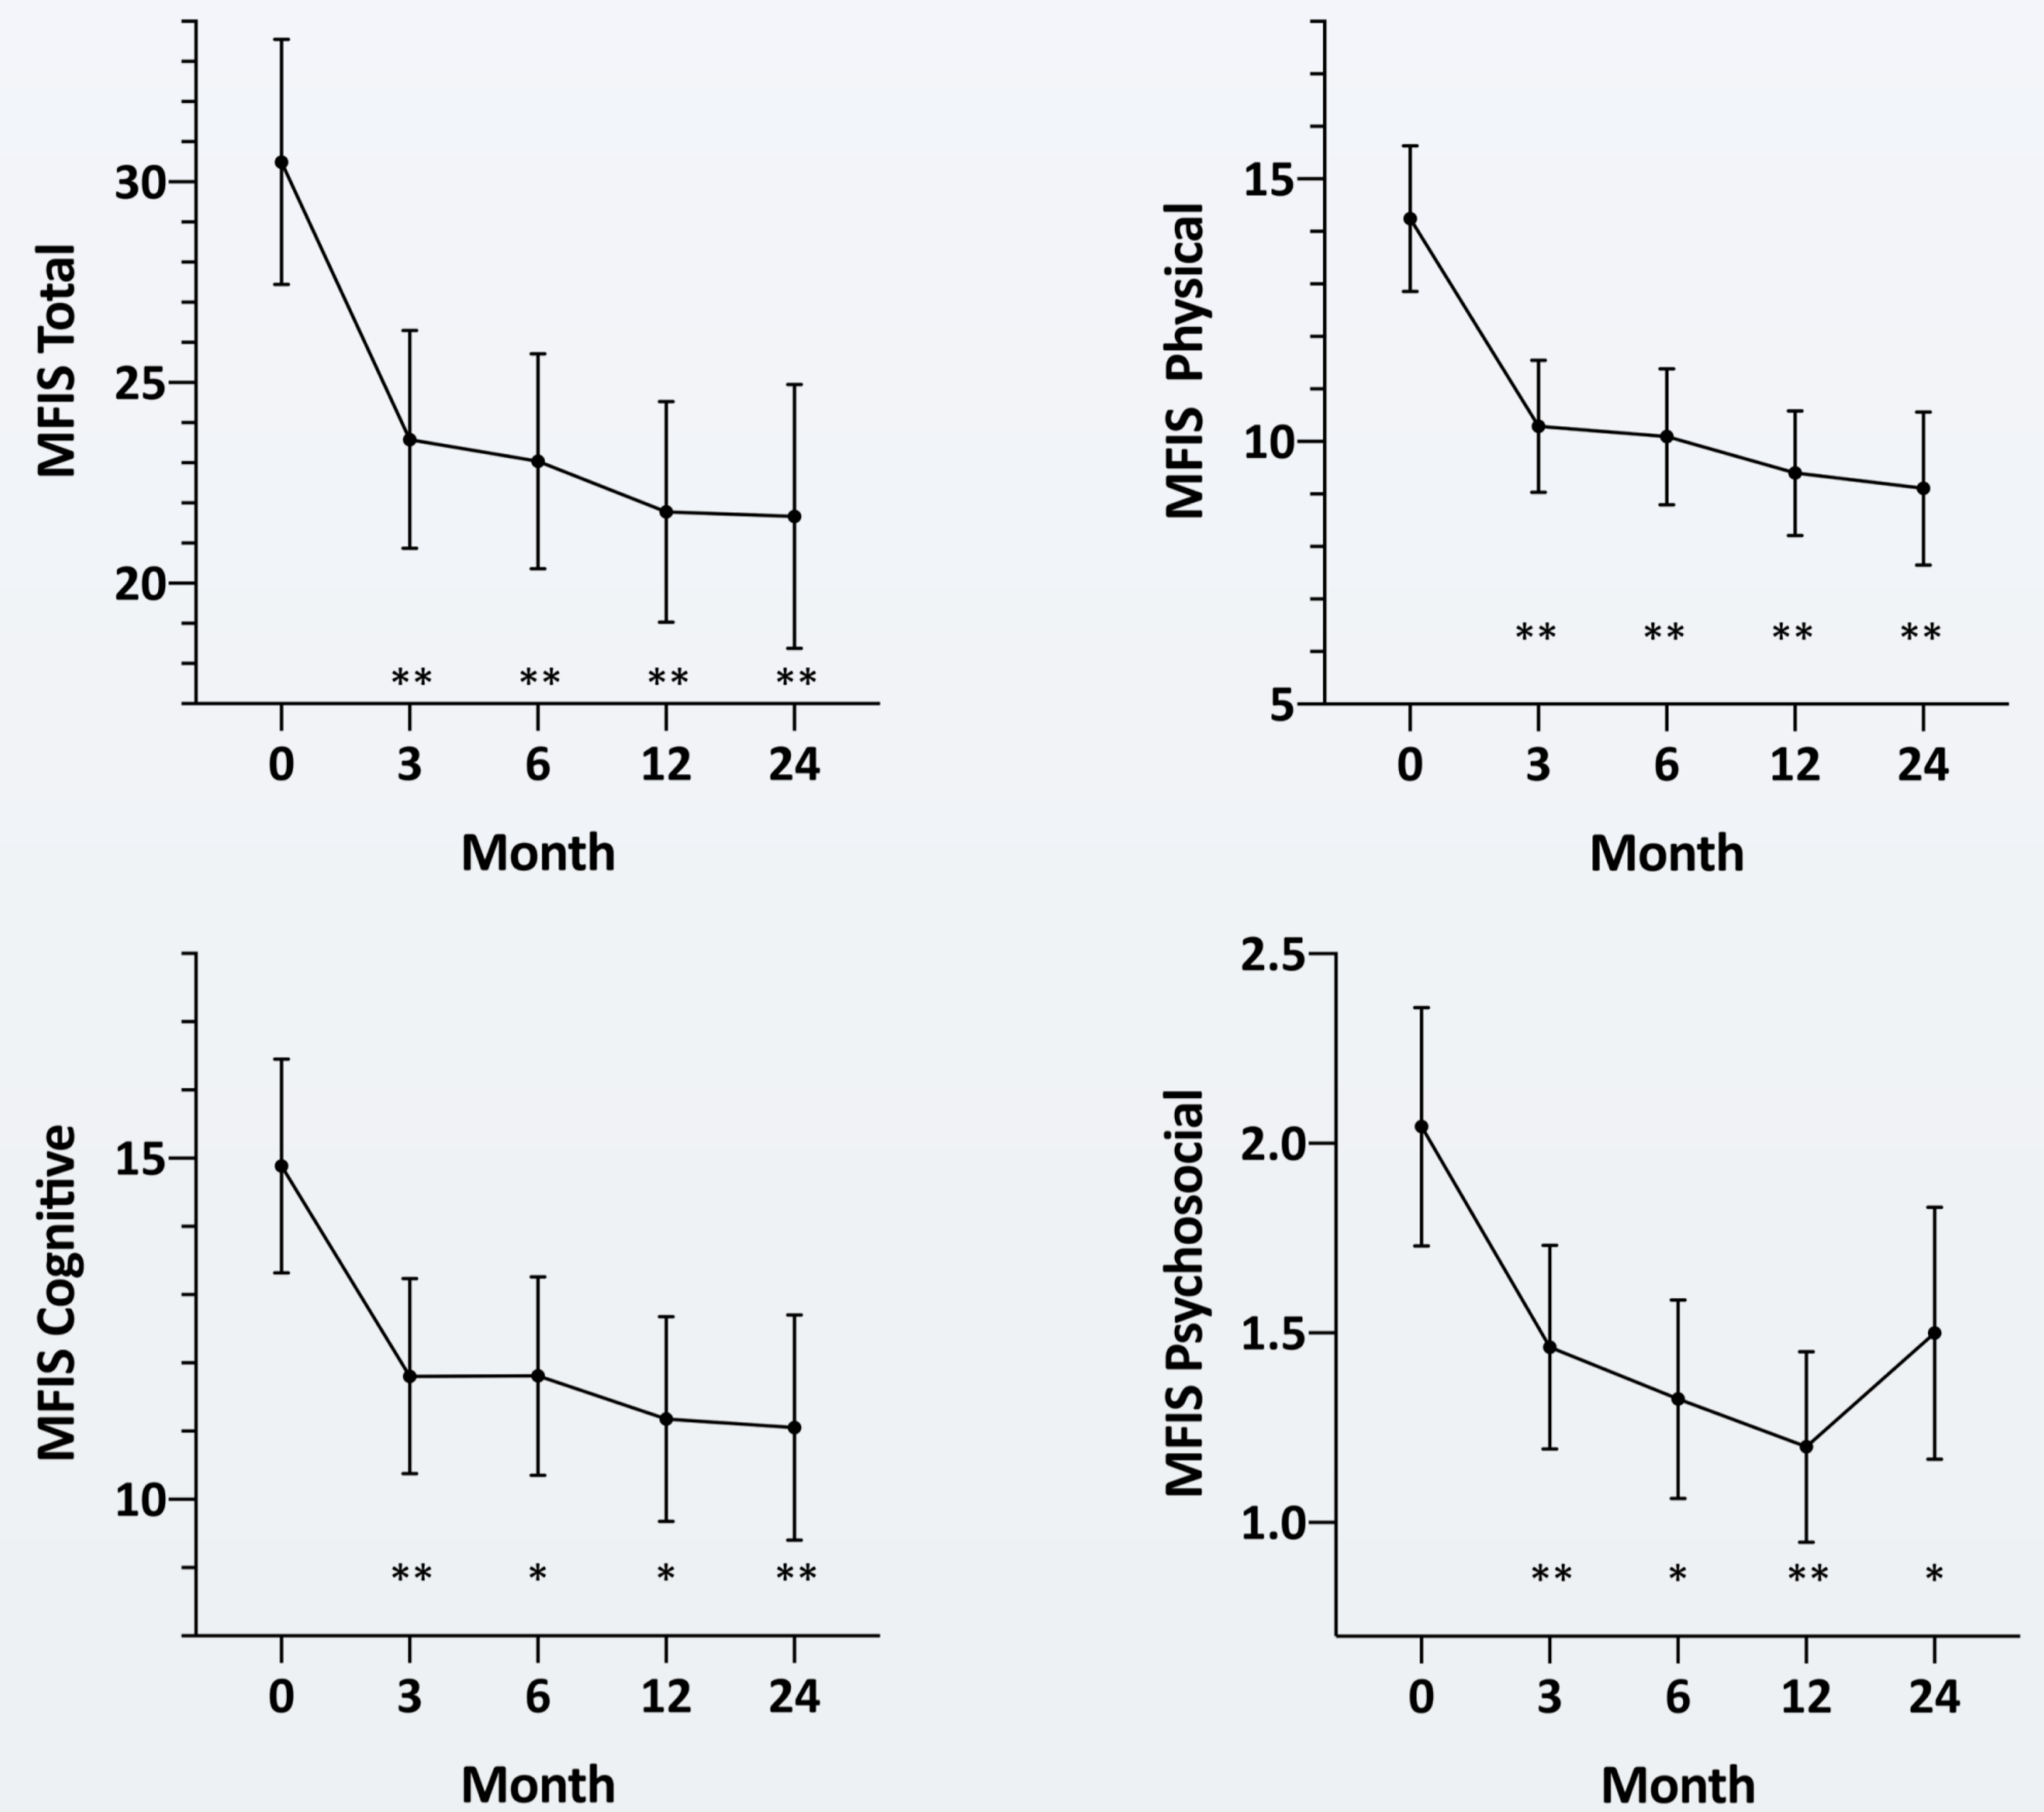 MFIS Total
30
25
20
** ** ** **
0 3 6 12 24
Month
MFIS Physical
15
10
5
** ** ** **
0 3 6 12 24
Month
MFIS Cognitive
15
10
** * * **
0 3 6 12 24
Month
MFIS Psychosocial
2.5
2.0
1.5
1.0
** * ** *
0 3 6 12 24
Month